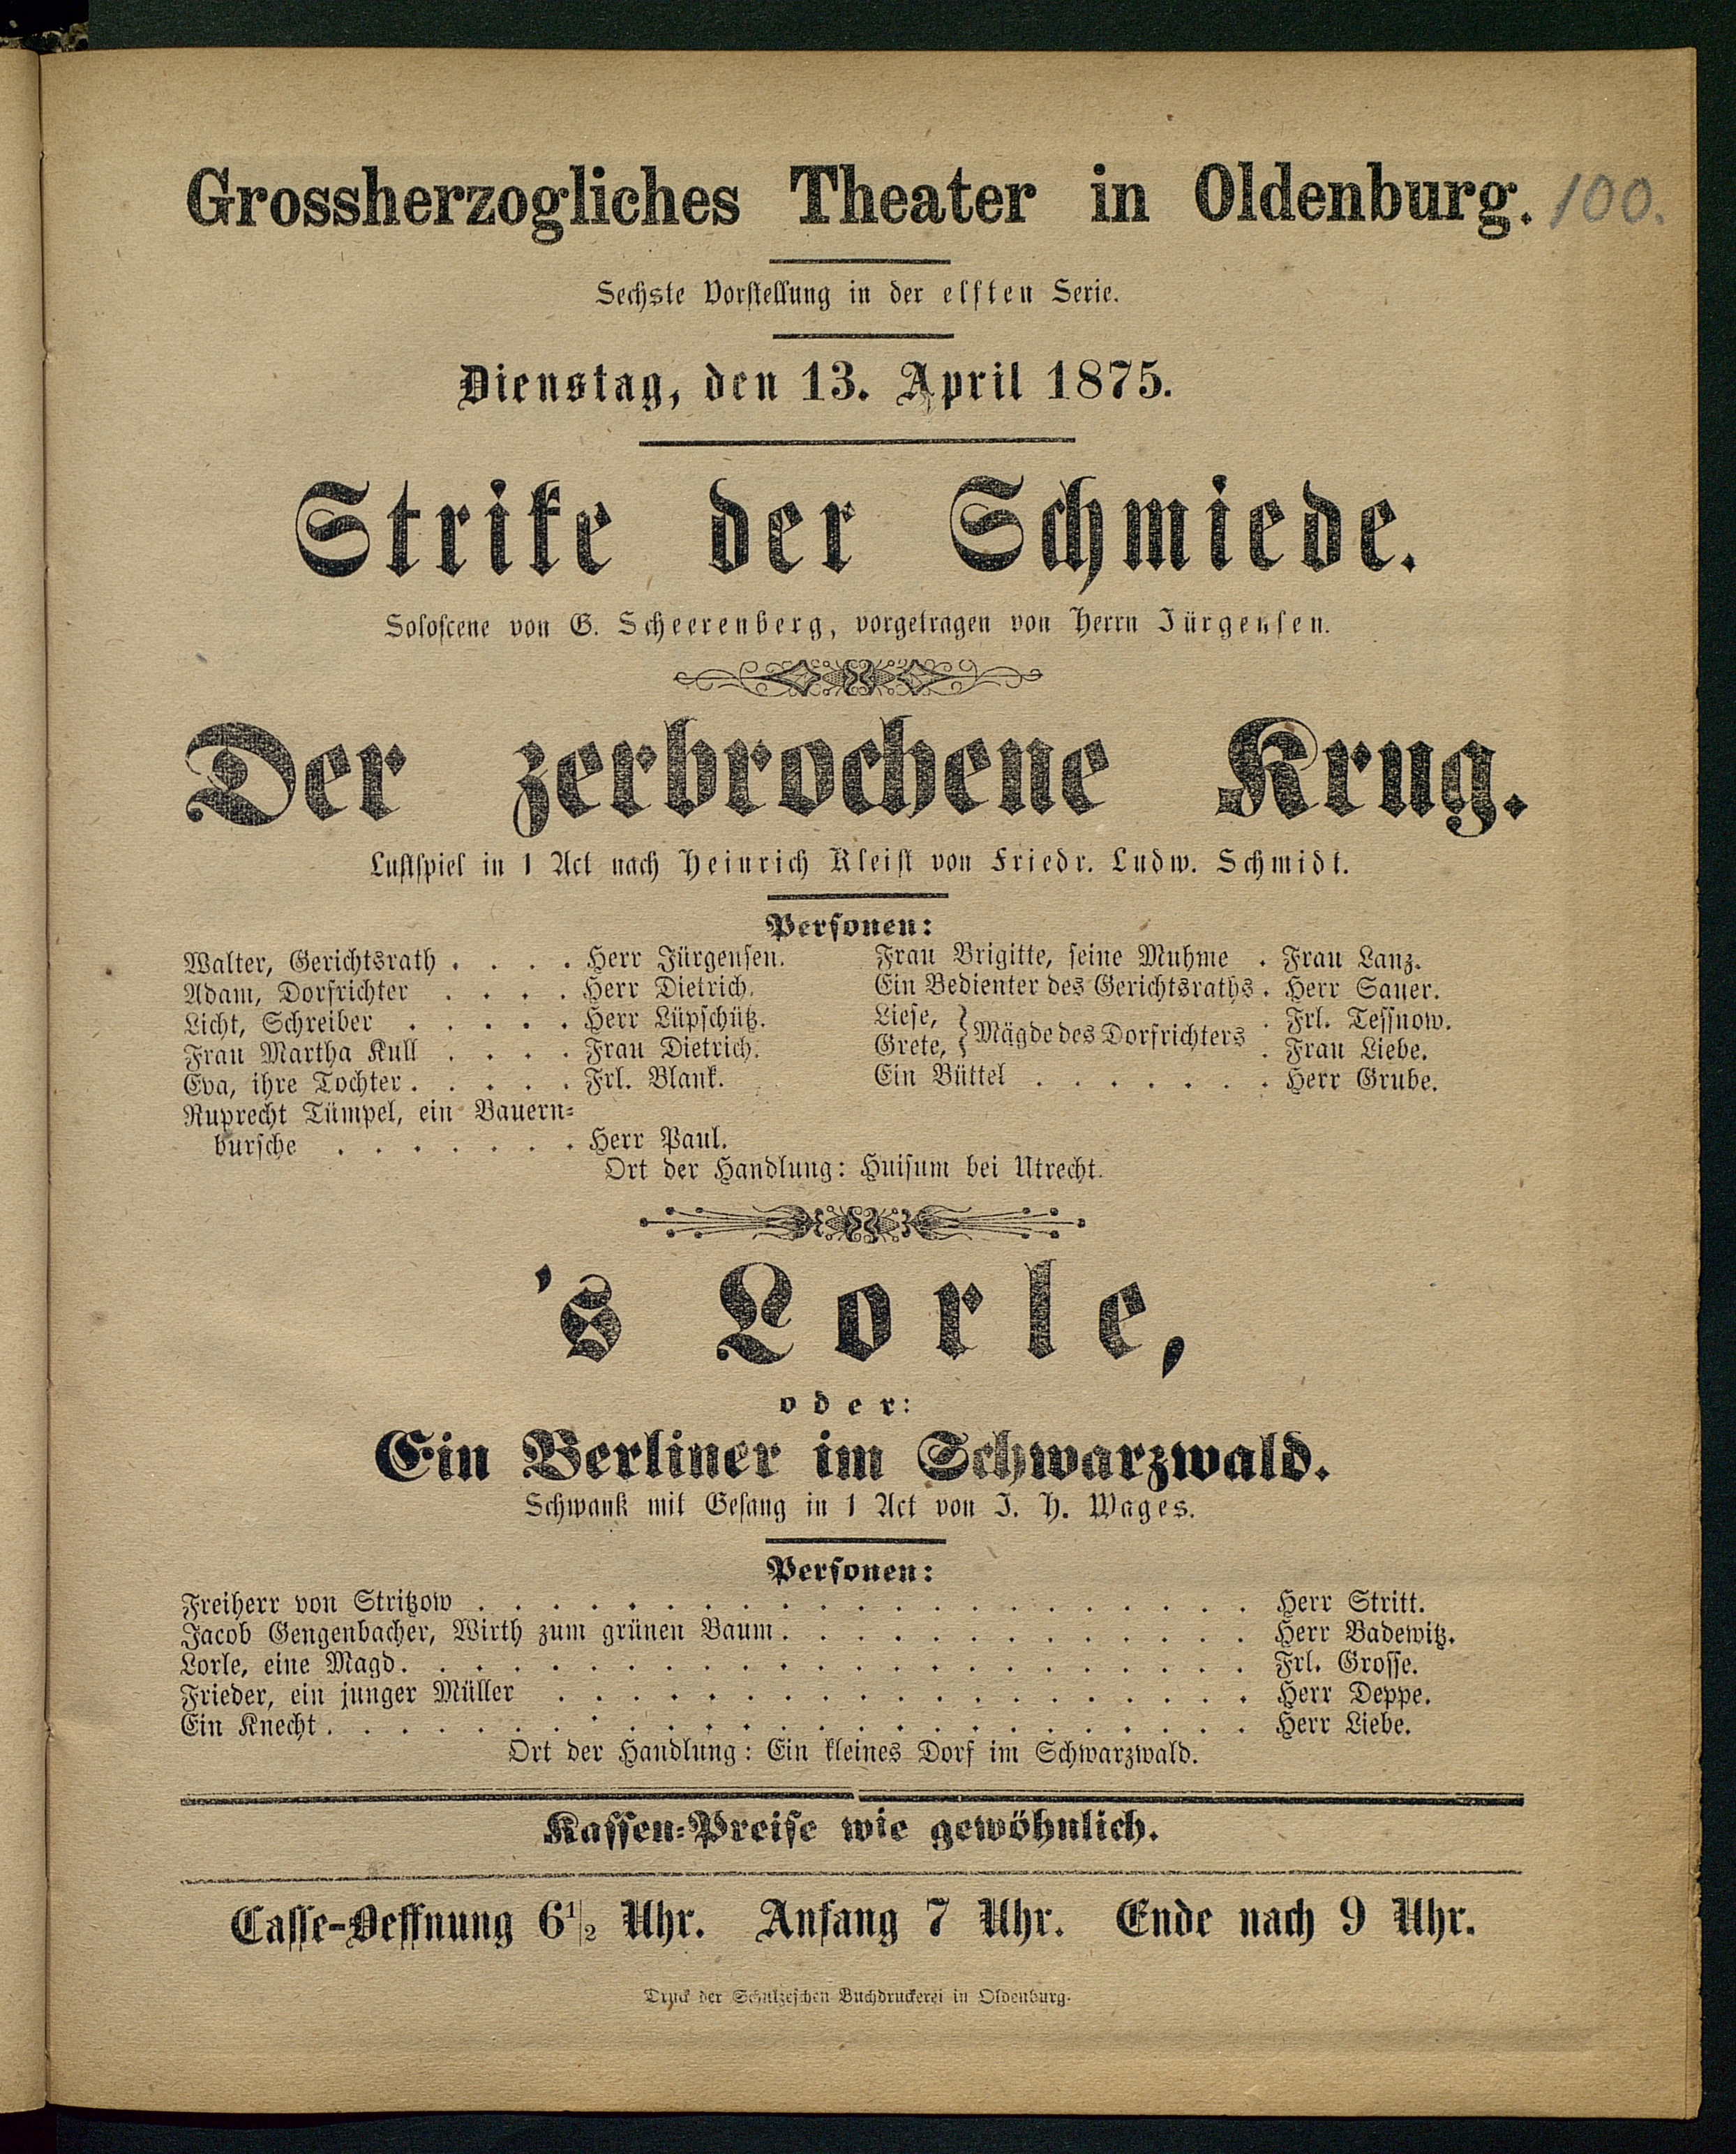 Grossherzogliches Theater in Oldenburg. 100.
Sechste Vorstellung in der elften Serie.
Dienstag, den 13. April 1875.
Strike der Schmiede.
Soloscene von G. Scheerenberg, vorgetragen von Herrn Jürgensen.
Der zerbrochene Krug.
Lustspiel in 1 Act nach Heinrich Kleist von Friedr. Ludw. Schmidt.
Personen:
Walter, Gerichtsrath . . . . Herr Jürgensen.
Adam, Dorfrichter . . . . Herr Dietrich.
Licht, Schreiber . . . . . Herr Lüpschütz.
Frau Martha Kull . . . . Frau Dietrich.
Eva, ihre Tochter . . . . . Frl. Blank.
Ruprecht Tümpel, ein Bauern-
bursche . . . . . . . Herr Paul.
Frau Brigitte, seine Muhme . Frau Lanz.
Ein Bedienter des Gerichtsraths . Herr Sauer.
Liese, } Mägde des Dorfrichters . Frl. Tessnow.
Grete, } . Frau Liebe.
Ein Büttel . . . . . . . Herr Grube.
Ort der Handlung: Huisum bei Utrecht.
's Lorle,
oder:
Ein Berliner im Schwarzwald.
Schwank mit Gesang in 1 Act von J. H. Wages.
Personen:
Freiherr von Stritzow . . . . . . . . . . . . . . . . . . . . . Herr Stritt.
Jacob Gengenbacher, Wirth zum grünen Baum . . . . . . . . . . . . . Herr Badewitz.
Lorle, eine Magd . . . . . . . . . . . . . . . . . . . . . . . Frl. Grosse.
Frieder, ein junger Müller . . . . . . . . . . . . . . . . . . . Herr Deppe.
Ein Knecht . . . . . . . . . . . . . . . . . . . . . . . . . Herr Liebe.
Ort der Handlung: Ein kleines Dorf im Schwarzwald.
Kassen-Preise wie gewöhnlich.
Casse-Oeffnung 6 1/2 Uhr. Anfang 7 Uhr. Ende nach 9 Uhr.
Druck der Schulzeschen Buchdruckerei in Oldenburg.